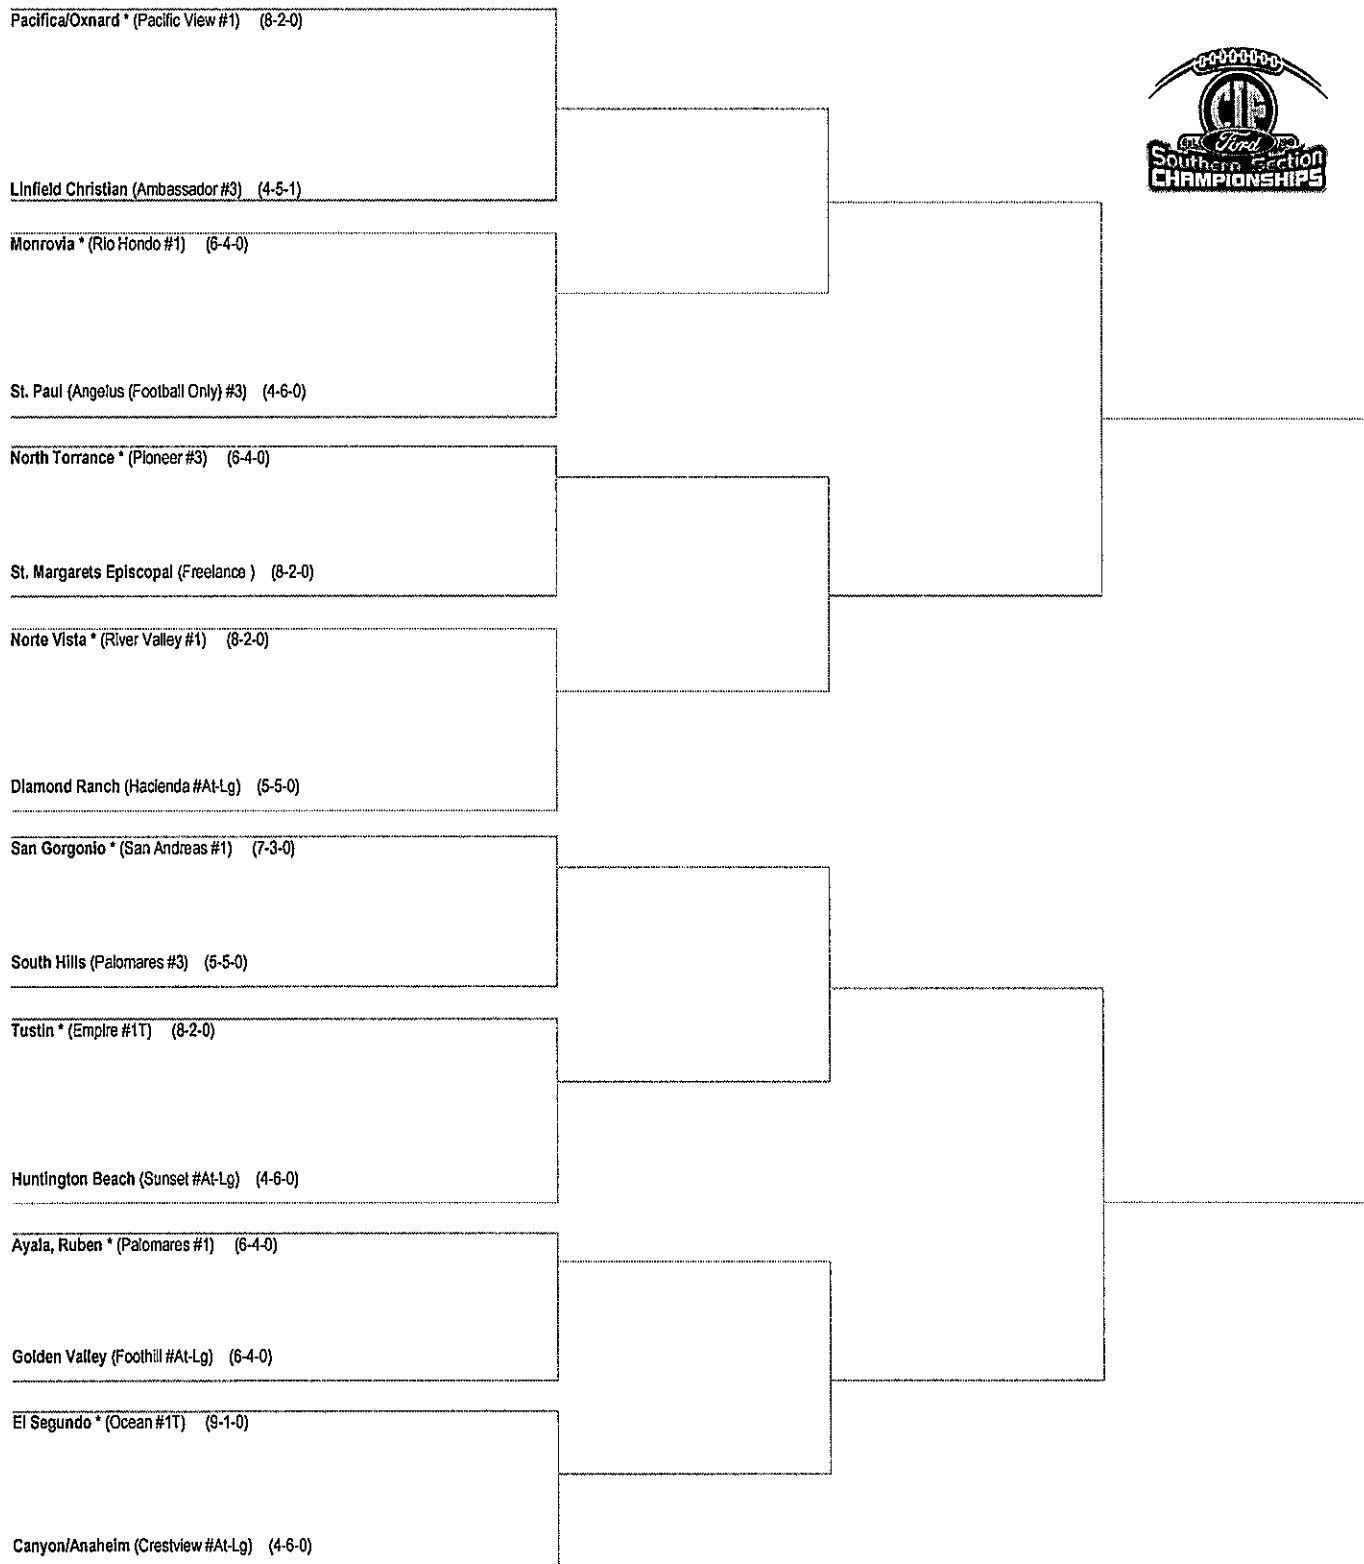 Pacifica/Oxnard * (Pacific View #1) (8-2-0)
CIF
Ford
Southern Section
CHAMPIONSHIPS
Linfield Christian (Ambassador #3) (4-5-1)
Monrovia * (Rio Hondo #1) (6-4-0)
St. Paul (Angelus (Football Only) #3) (4-6-0)
North Torrance * (Pioneer #3) (6-4-0)
St. Margarets Episcopal (Freelance ) (8-2-0)
Norte Vista * (River Valley #1) (8-2-0)
Diamond Ranch (Hacienda #At-Lg) (5-5-0)
San Gorgonio * (San Andreas #1) (7-3-0)
South Hills (Palomares #3) (5-5-0)
Tustin * (Empire #1T) (8-2-0)
Huntington Beach (Sunset #At-Lg) (4-6-0)
Ayala, Ruben * (Palomares #1) (6-4-0)
Golden Valley (Foothill #At-Lg) (6-4-0)
El Segundo * (Ocean #1T) (9-1-0)
Canyon/Anaheim (Crestview #At-Lg) (4-6-0)